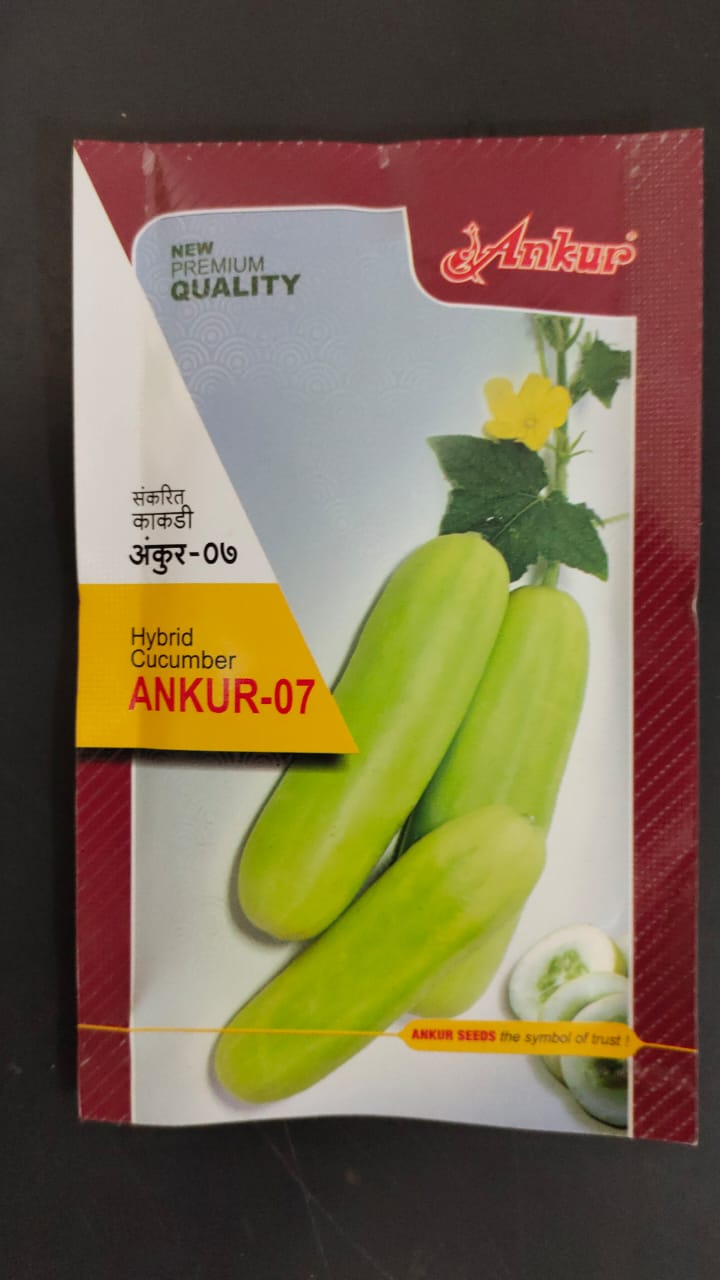 NEW
PREMIUM
QUALITY
Ankur®
संकरित
काकडी
अंकुर-०७
Hybrid
Cucumber
ANKUR-07
ANKUR SEEDS the symbol of trust !